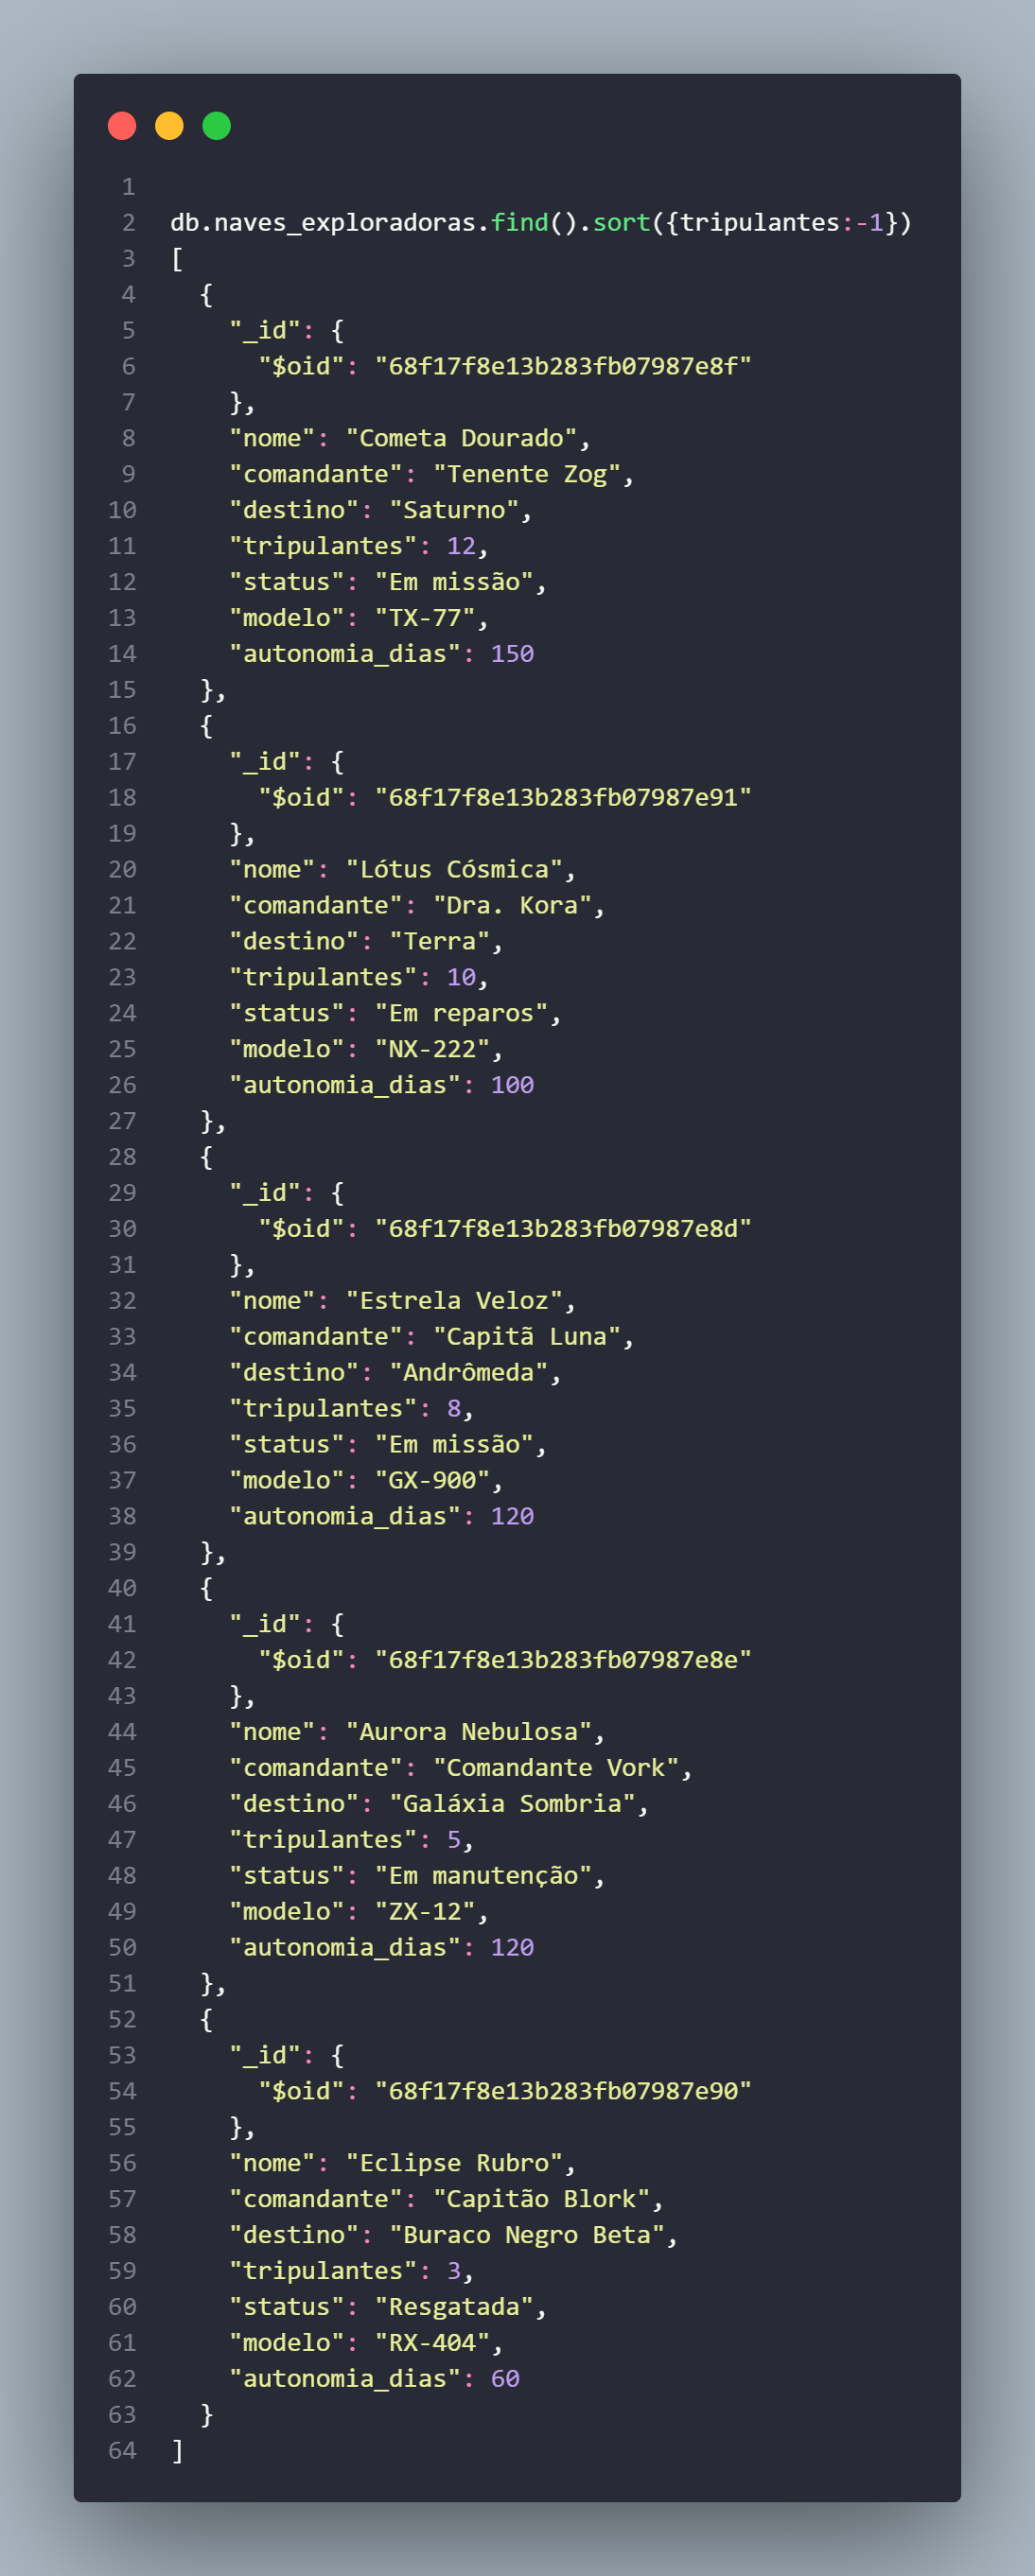 1
2 db.naves_exploradoras.find().sort({tripulantes:-1})
3 [
4   {
5     "_id": {
6       "$oid": "68f17f8e13b283fb07987e8f"
7     },
8     "nome": "Cometa Dourado",
9     "comandante": "Tenente Zog",
10     "destino": "Saturno",
11     "tripulantes": 12,
12     "status": "Em missão",
13     "modelo": "TX-77",
14     "autonomia_dias": 150
15   },
16   {
17     "_id": {
18       "$oid": "68f17f8e13b283fb07987e91"
19     },
20     "nome": "Lótus Cósmica",
21     "comandante": "Dra. Kora",
22     "destino": "Terra",
23     "tripulantes": 10,
24     "status": "Em reparos",
25     "modelo": "NX-222",
26     "autonomia_dias": 100
27   },
28   {
29     "_id": {
30       "$oid": "68f17f8e13b283fb07987e8d"
31     },
32     "nome": "Estrela Veloz",
33     "comandante": "Capitã Luna",
34     "destino": "Andrômeda",
35     "tripulantes": 8,
36     "status": "Em missão",
37     "modelo": "GX-900",
38     "autonomia_dias": 120
39   },
40   {
41     "_id": {
42       "$oid": "68f17f8e13b283fb07987e8e"
43     },
44     "nome": "Aurora Nebulosa",
45     "comandante": "Comandante Vork",
46     "destino": "Galáxia Sombria",
47     "tripulantes": 5,
48     "status": "Em manutenção",
49     "modelo": "ZX-12",
50     "autonomia_dias": 120
51   },
52   {
53     "_id": {
54       "$oid": "68f17f8e13b283fb07987e90"
55     },
56     "nome": "Eclipse Rubro",
57     "comandante": "Capitão Blork",
58     "destino": "Buraco Negro Beta",
59     "tripulantes": 3,
60     "status": "Resgatada",
61     "modelo": "RX-404",
62     "autonomia_dias": 60
63   }
64 ]